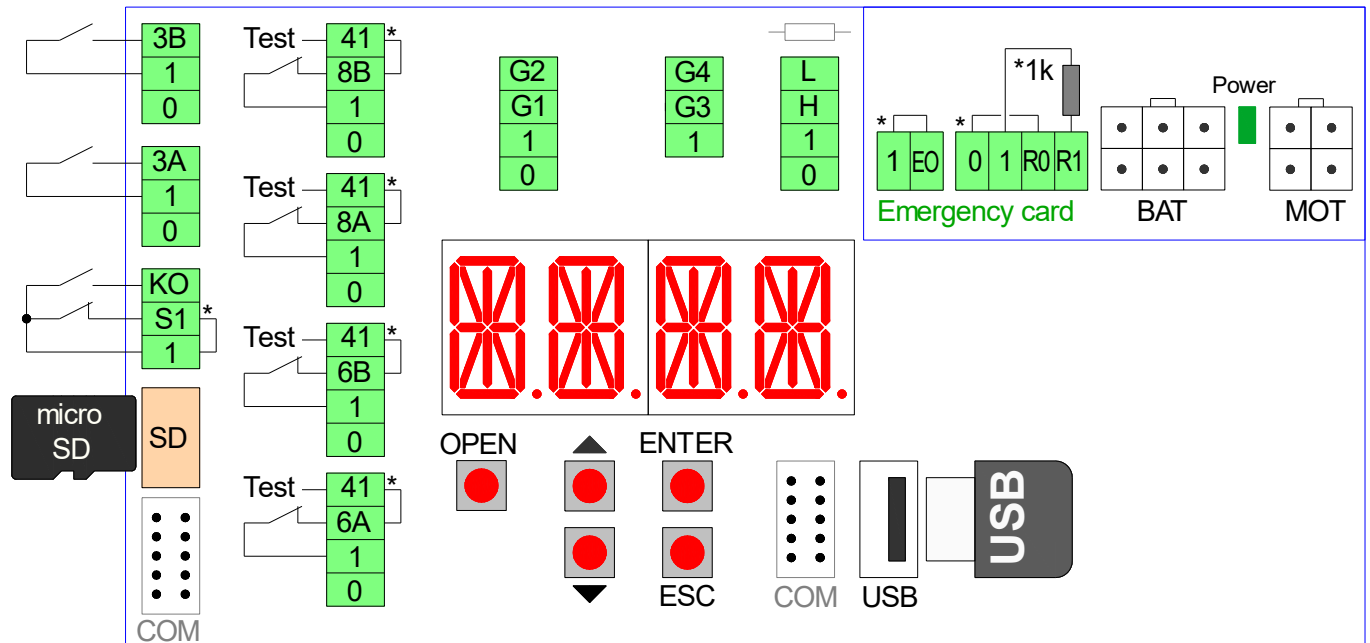 3B
1
0
3A
1
0
KO
S1 *
1
micro
SD
SD
COM
Test 41 *
8B
1
0
Test 41 *
8A
1
0
Test 41 *
6B
1
0
Test 41 *
6A
1
0
G2
G1
1
0
G4
G3
1
L
H
1
0
*1k
Power
* *
1 EO 0 1 R0 R1
Emergency card BAT MOT
OPEN ▲ ENTER
▼ ESC
COM USB
USB